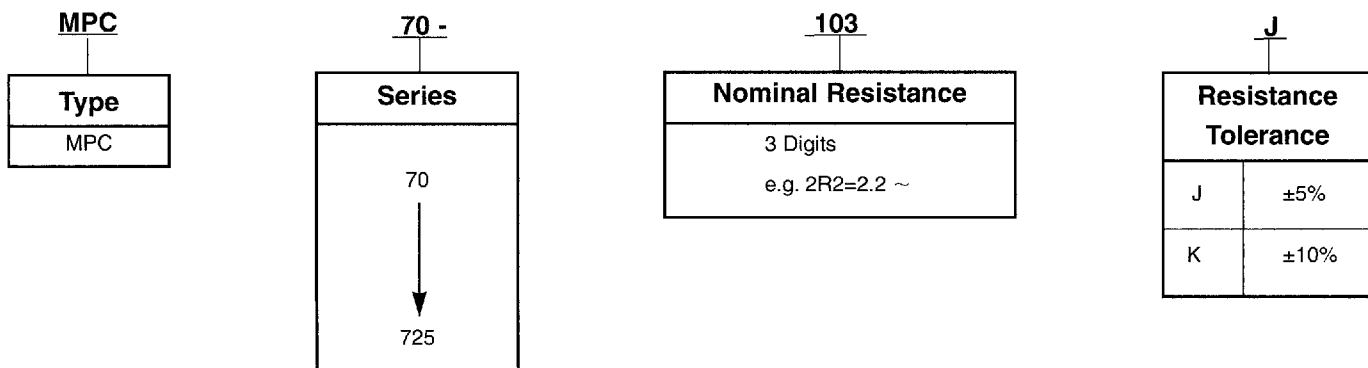 MPC
Type
MPC
70 -
Series
70
725
103
Nominal Resistance
3 Digits
e.g. 2R2=2.2 ~
J
Resistance
Tolerance
J ±5%
K ±10%